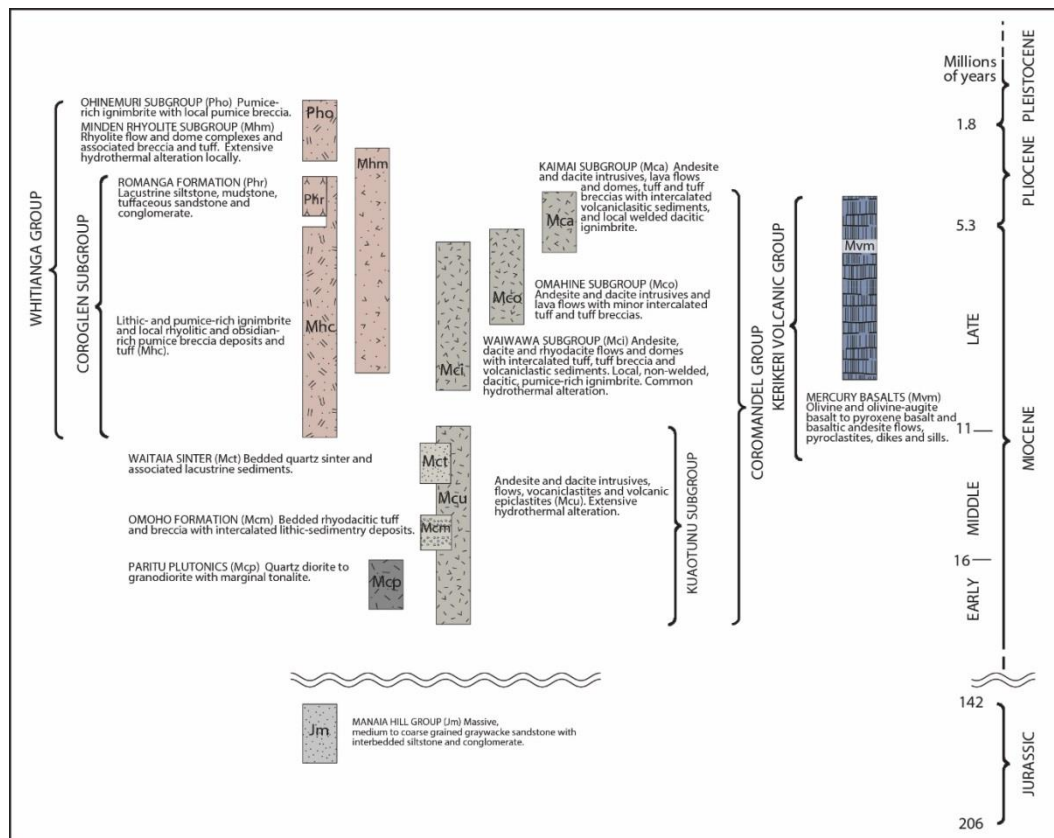 Millions
of years
PLEISTOCENE
1.8
PLIOCENE
5.3
LATE
11
MIOCENE
MIDDLE
16
EARLY
142
JURASSIC
206
WHITIANGA GROUP
OHINEMURI SUBGROUP (Pho) Pumice-
rich ignimbrite with local pumice breccia.
MINDEN RHYOLITE SUBGROUP (Mhm)
Rhyolite flow and dome complexes and
associated breccia and tuff. Extensive
hydrothermal alteration locally.
COROGLEN SUBGROUP
ROMANGA FORMATION (Phr)
Lacustrine siltstone, mudstone,
tuffaceous sandstone and
conglomerate.
Lithic- and pumice-rich ignimbrite
and local rhyolitic and obsidian-
rich pumice breccia deposits and
tuff (Mhc).
Pho
Phr
Mhc
Mhm
KAIMAI SUBGROUP (Mca) Andesite
and dacite intrusives, lava flows
and domes, tuff and tuff
breccias with intercalated
volcaniclasitic sediments,
and local welded dacitic
ignimbrite.
Mca
OMAHINE SUBGROUP (Mco)
Andesite and dacite intrusives and
lava flows with minor intercalated
tuff and tuff breccias.
Mco
WAIWAWA SUBGROUP (Mci) Andesite,
dacite and rhyodacite flows and domes
with intercalated tuff, tuff breccia and
volcaniclastic sediments. Local, non-welded,
dacitic, pumice-rich ignimbrite. Common
hydrothermal alteration.
Mci
COROMANDEL GROUP
KERIKERI VOLCANIC GROUP
Mvm
MERCURY BASALTS (Mvm)
Olivine and olivine-augite
basalt to pyroxene basalt and
basaltic andesite flows,
pyroclastites, dikes and sills.
WAITAIA SINTER (Mct) Bedded quartz sinter and
associated lacustrine sediments.
Mct
Mcu
Andesite and dacite intrusives,
flows, vocaniclastites and volcanic
epiclastites (Mcu). Extensive
hydrothermal alteration.
KUAOTUNU SUBGROUP
OMOHO FORMATION (Mcm) Bedded rhyodacitic tuff
and breccia with intercalated lithic-sedimentry deposits.
Mcm
PARITU PLUTONICS (Mcp) Quartz diorite to
granodiorite with marginal tonalite.
Mcp
Jm
MANAIA HILL GROUP (Jm) Massive,
medium to coarse grained graywacke sandstone with
interbedded siltstone and conglomerate.